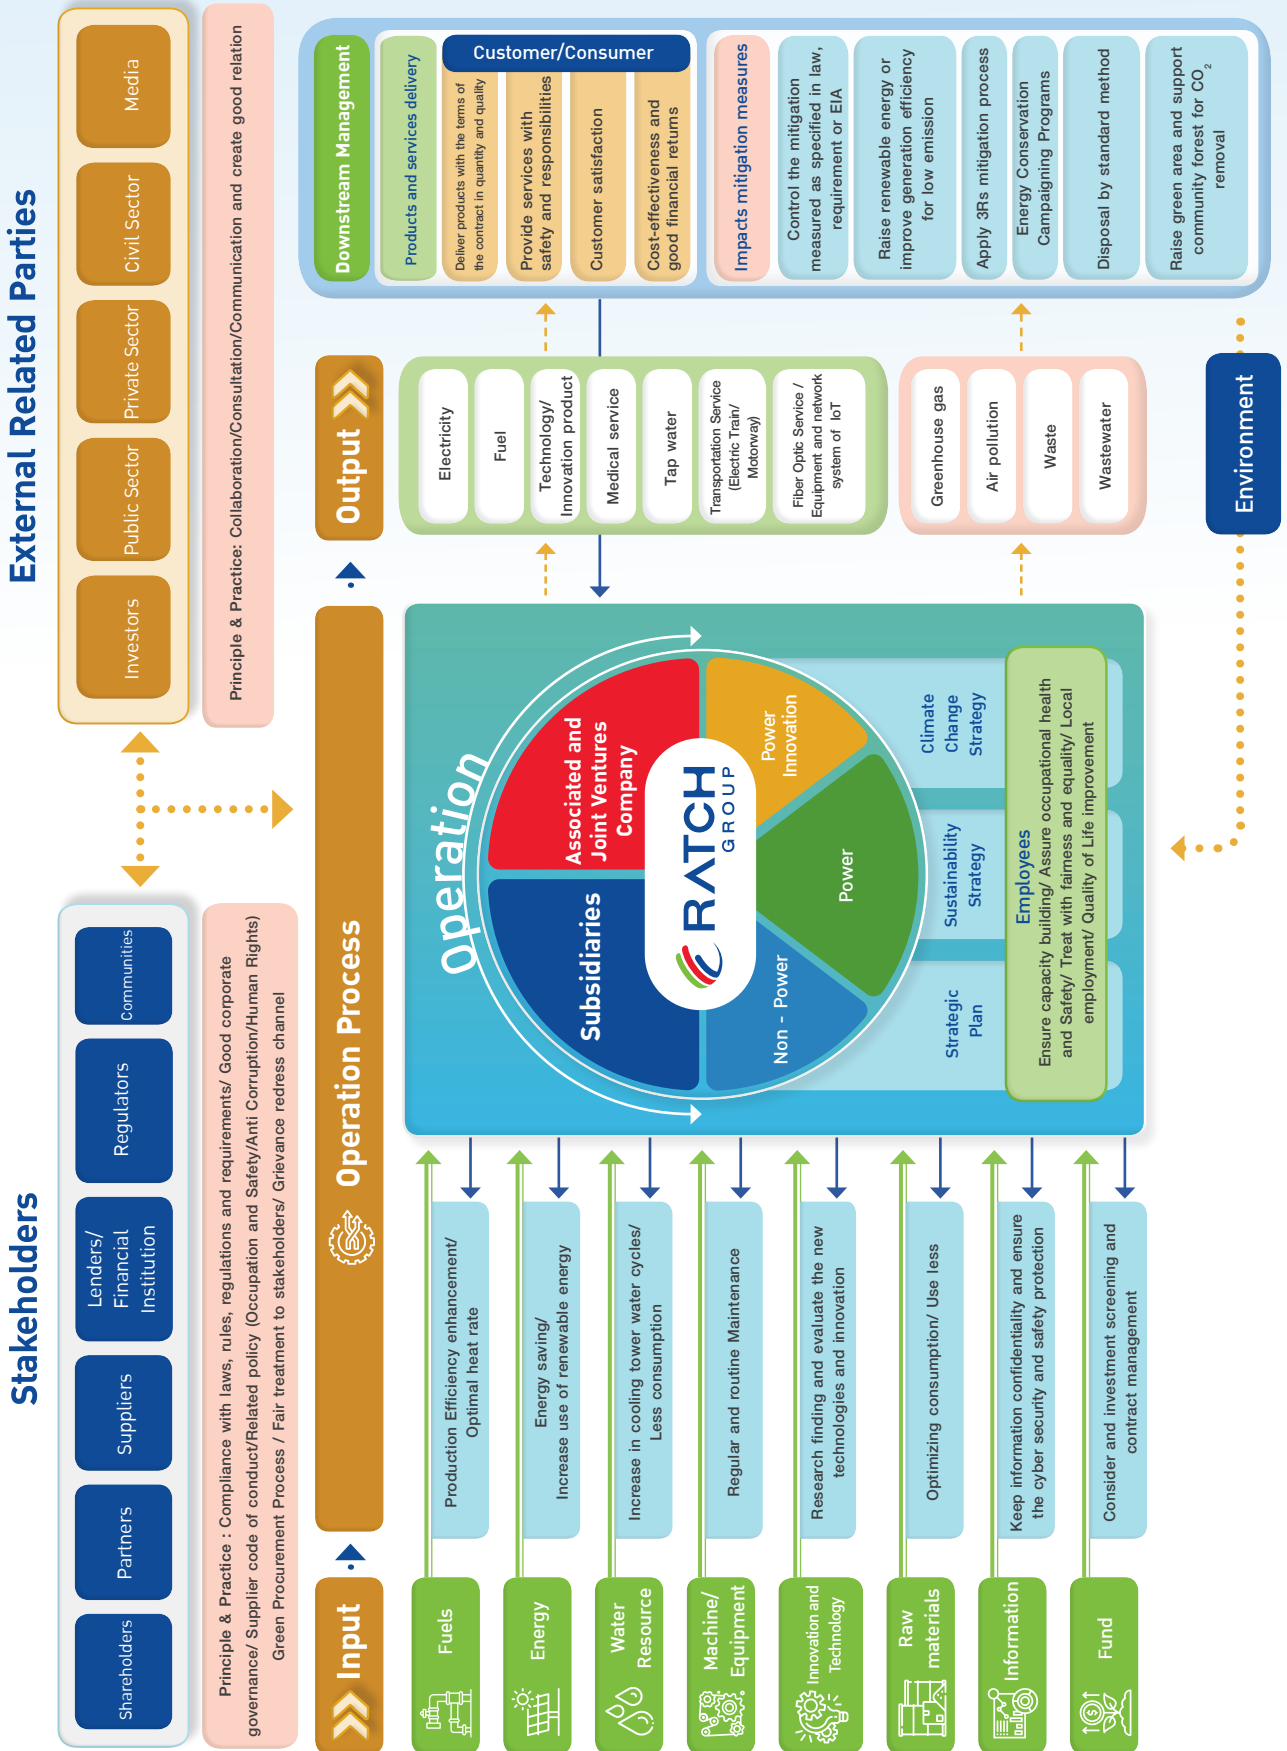 Stakeholders
Shareholders
Partners
Suppliers
Lenders/
Financial
Institution
Regulators
Communities
Principle & Practice : Compliance with laws, rules, regulations and requirements/ Good corporate
governance/ Supplier code of conduct/Related policy (Occupation and Safety/Anti Corruption/Human Rights)
Green Procurement Process / Fair treatment to stakeholders/ Grievance redress channel
External Related Parties
Investors
Public Sector
Private Sector
Civil Sector
Media
Principle & Practice: Collaboration/Consultation/Communication and create good relation
Input
Fuels
Energy
Water
Resource
Machine/
Equipment
Innovation and
Technology
Raw
materials
Information
Fund
Operation Process
Production Efficiency enhancement/
Optimal heat rate
Energy saving/
Increase use of renewable energy
Increase in cooling tower water cycles/
Less consumption
Regular and routine Maintenance
Research finding and evaluate the new
technologies and innovation
Optimizing consumption/ Use less
Keep information confidentiality and ensure
the cyber security and safety protection
Consider and investment screening and
contract management
Operation
Subsidiaries
Associated and
Joint Ventures
Company
RATCH
GROUP
Non - Power
Power
Power
Innovation
Strategic
Plan
Sustainability
Strategy
Climate
Change
Strategy
Employees
Ensure capacity building/ Assure occupational health
and Safety/ Treat with fairness and equality/ Local
employment/ Quality of Life improvement
Output
Electricity
Fuel
Technology/
Innovation product
Medical service
Tap water
Transportation Service
(Electric Train/
Motorway)
Fiber Optic Service /
Equipment and network
system of IoT
Greenhouse gas
Air pollution
Waste
Wastewater
Environment
Downstream Management
Products and services delivery
Customer/Consumer
Deliver products with the terms of
the contract in quantity and quality
Provide services with
safety and responsibilities
Customer satisfaction
Cost-effectiveness and
good financial returns
Impacts mitigation measures
Control the mitigation
measured as specified in law,
requirement or EIA
Raise renewable energy or
improve generation efficiency
for low emission
Apply 3Rs mitigation process
Energy Conservation
Campaigning Programs
Disposal by standard method
Raise green area and support
community forest for CO₂
removal